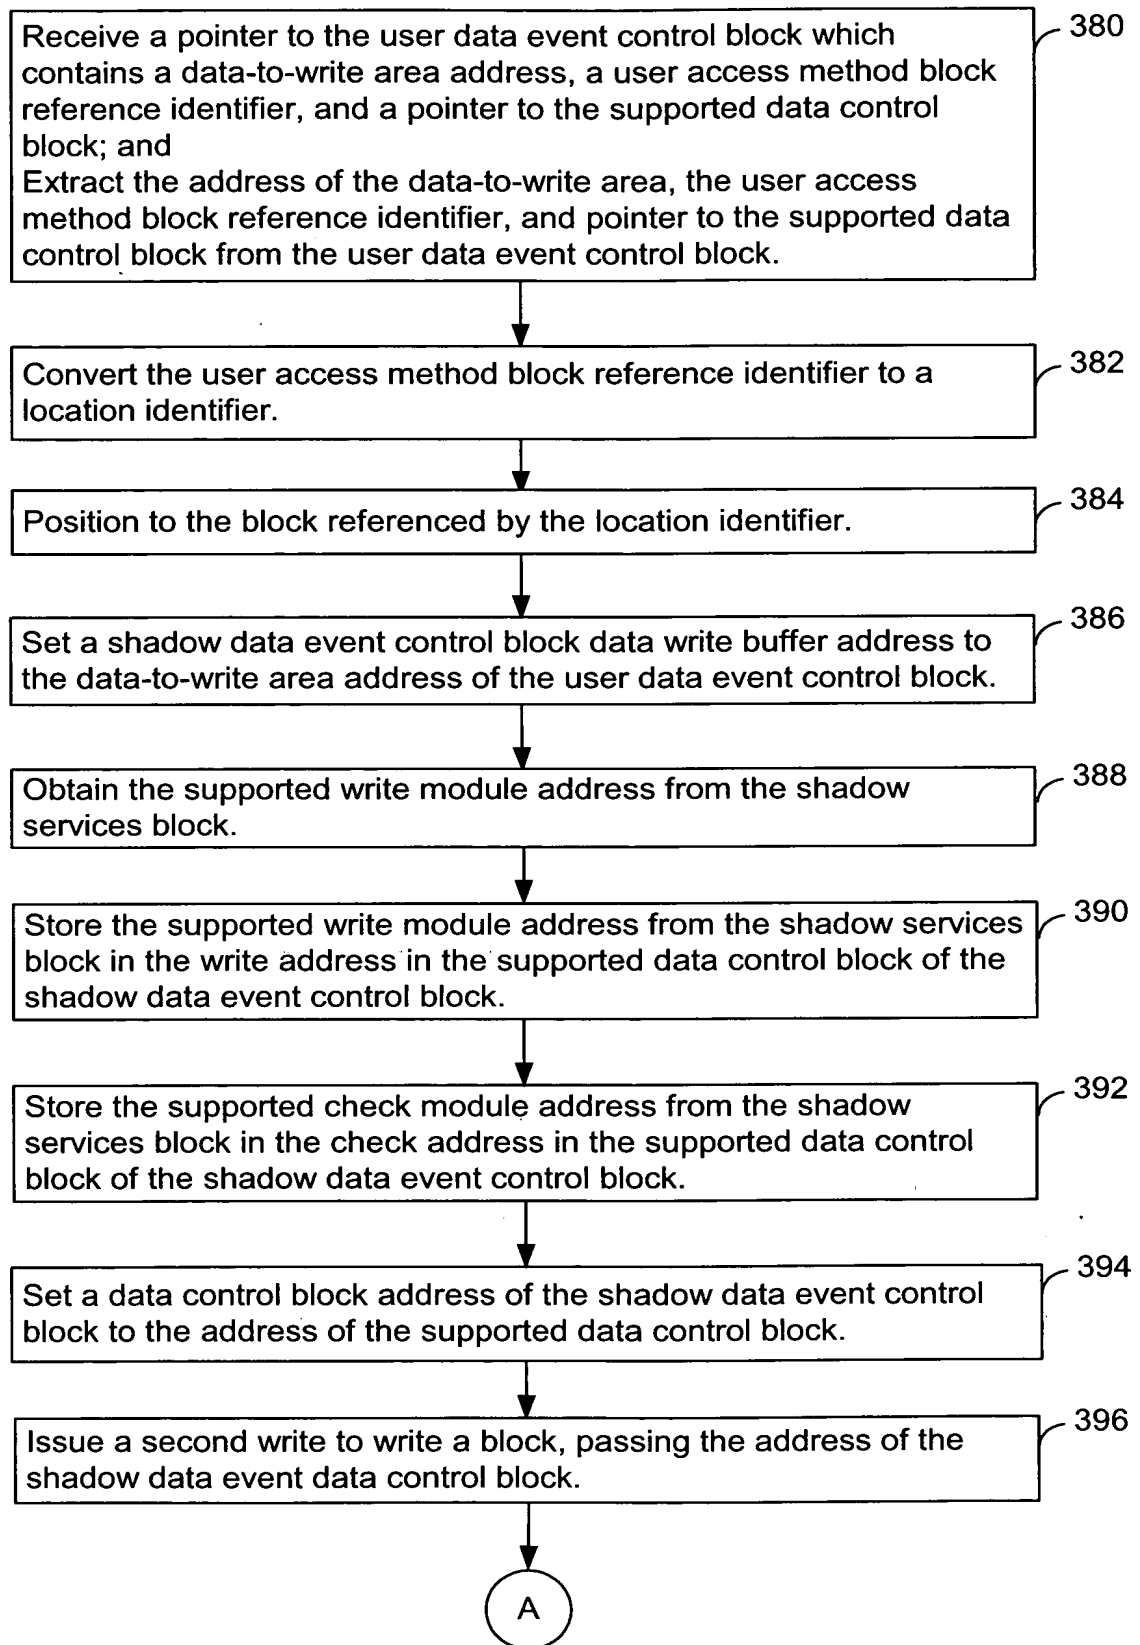 Receive a pointer to the user data event control block which
contains a data-to-write area address, a user access method block
reference identifier, and a pointer to the supported data control
block; and
Extract the address of the data-to-write area, the user access
method block reference identifier, and pointer to the supported data
control block from the user data event control block.
380
Convert the user access method block reference identifier to a
location identifier.
382
Position to the block referenced by the location identifier.
384
Set a shadow data event control block data write buffer address to
the data-to-write area address of the user data event control block.
386
Obtain the supported write module address from the shadow
services block.
388
Store the supported write module address from the shadow services
block in the write address in the supported data control block of the
shadow data event control block.
390
Store the supported check module address from the shadow
services block in the check address in the supported data control
block of the shadow data event control block.
392
Set a data control block address of the shadow data event control
block to the address of the supported data control block.
394
Issue a second write to write a block, passing the address of the
shadow data event data control block.
396
A